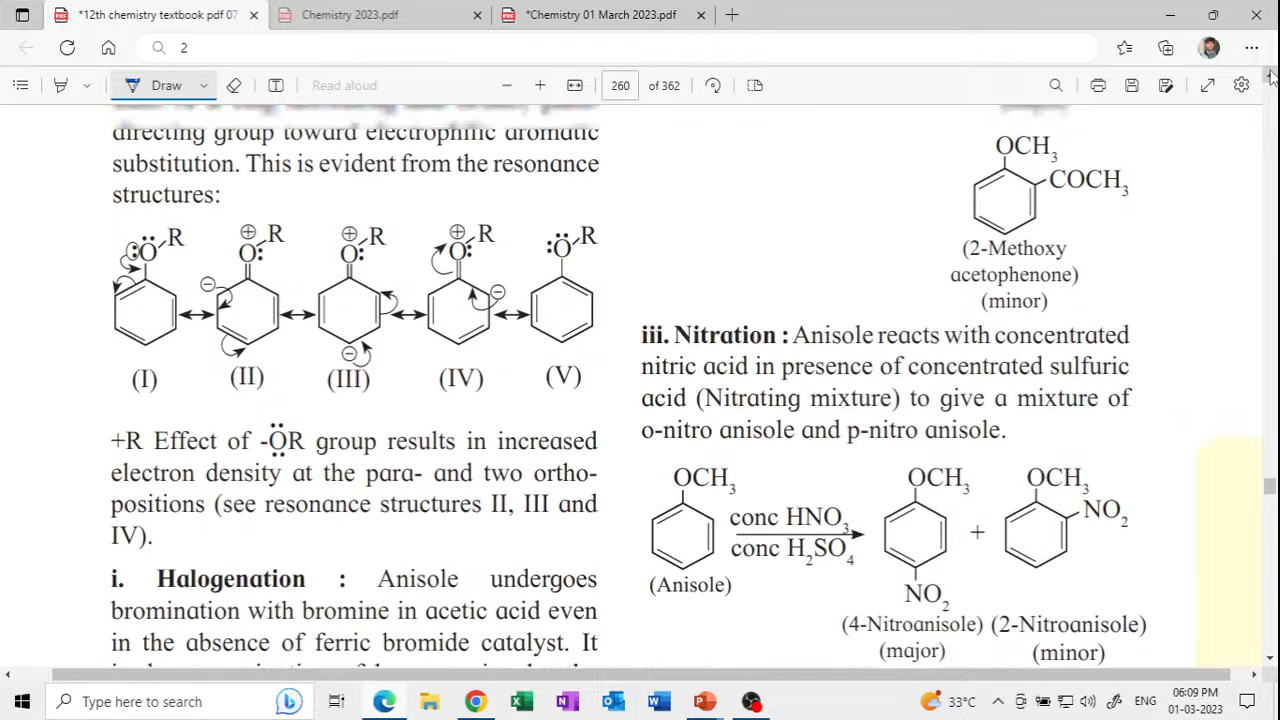 *12th chemistry textbook pdf 07
Chemistry 2023.pdf
*Chemistry 01 March 2023.pdf
2
Draw
Read aloud
260 of 362
directing group toward electrophilic aromatic
substitution. This is evident from the resonance
structures:
⊕ ⊕ ⊕
:Ö R O: R O: R O: R :Ö R
⊖ ⊖
⊖
(I) (II) (III) (IV) (V)
+R Effect of -ÖR group results in increased
electron density at the para- and two ortho-
positions (see resonance structures II, III and
IV).
i. Halogenation : Anisole undergoes
bromination with bromine in acetic acid even
in the absence of ferric bromide catalyst. It
OCH3
COCH3
(2-Methoxy
acetophenone)
(minor)
iii. Nitration : Anisole reacts with concentrated
nitric acid in presence of concentrated sulfuric
acid (Nitrating mixture) to give a mixture of
o-nitro anisole and p-nitro anisole.
OCH3 OCH3 OCH3
conc HNO3 + NO2
conc H2SO4
(Anisole) NO2
(4-Nitroanisole) (2-Nitroanisole)
(major) (minor)
Type here to search
33°C
ENG
06:09 PM
01-03-2023